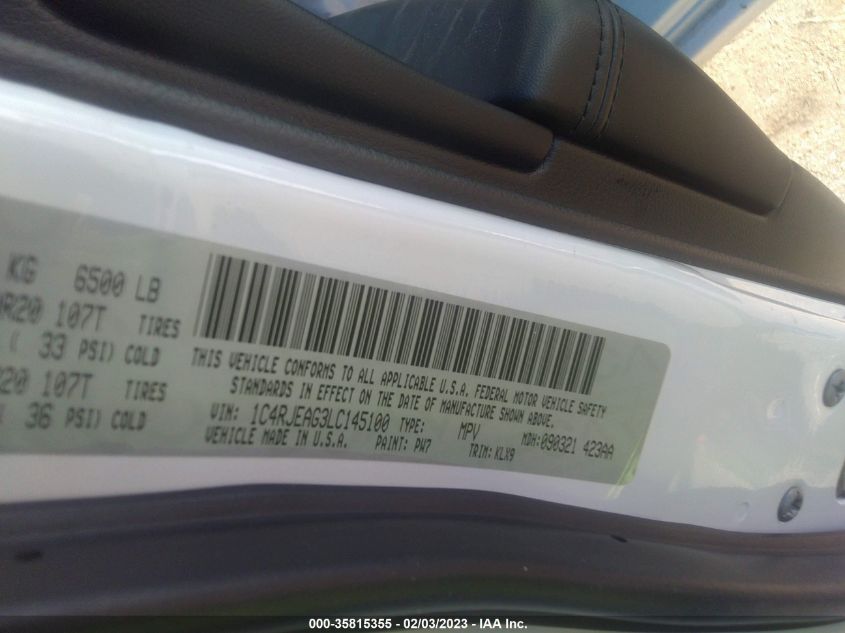 KG 6500 LB
R20 107T TIRES
( 33 PSI) COLD
R20 107T TIRES
36 PSI) COLD
THIS VEHICLE CONFORMS TO ALL APPLICABLE U.S.A. FEDERAL MOTOR VEHICLE SAFETY
STANDARDS IN EFFECT ON THE DATE OF MANUFACTURE SHOWN ABOVE.
VIN: 1C4RJEAG3LC145100 TYPE: MPV MDH:090321 423AA
VEHICLE MADE IN U.S.A. PAINT: PW7 TRIM:KLX9
000-35815355 - 02/03/2023 - © IAA, Inc.